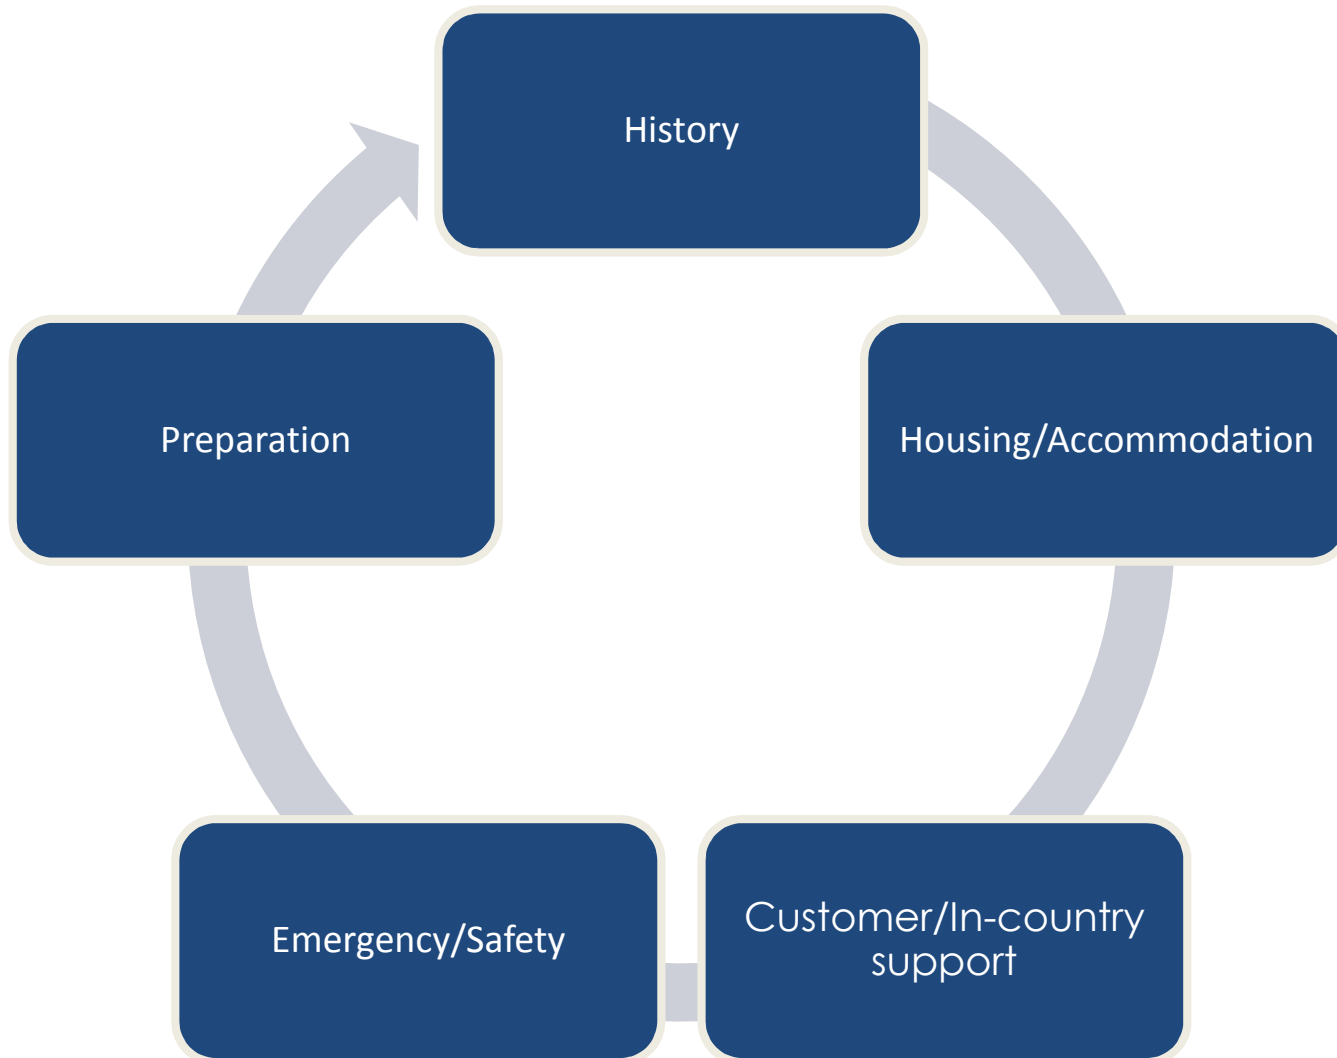 History
Housing/Accommodation
Customer/In-country
support
Emergency/Safety
Preparation